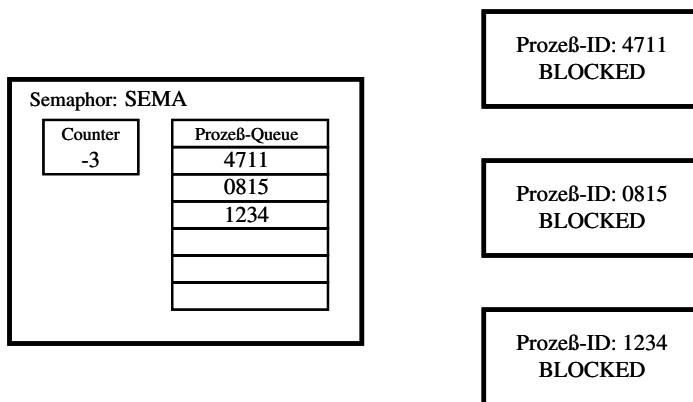 Semaphor: SEMA
Counter
-3
Prozeß-Queue
4711
0815
1234
Prozeß-ID: 4711
BLOCKED
Prozeß-ID: 0815
BLOCKED
Prozeß-ID: 1234
BLOCKED